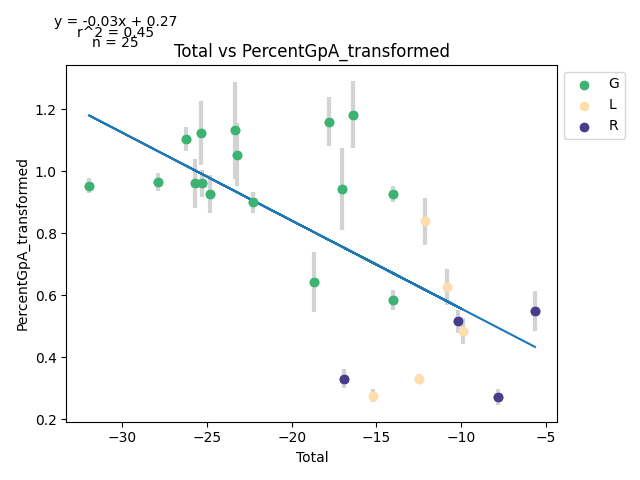 y = -0.03x + 0.27
r^2 = 0.45
n = 25
Total vs PercentGpA_transformed
G
L
R
PercentGpA_transformed
1.2
1.0
0.8
0.6
0.4
0.2
−30
−25
−20
−15
−10
−5
Total